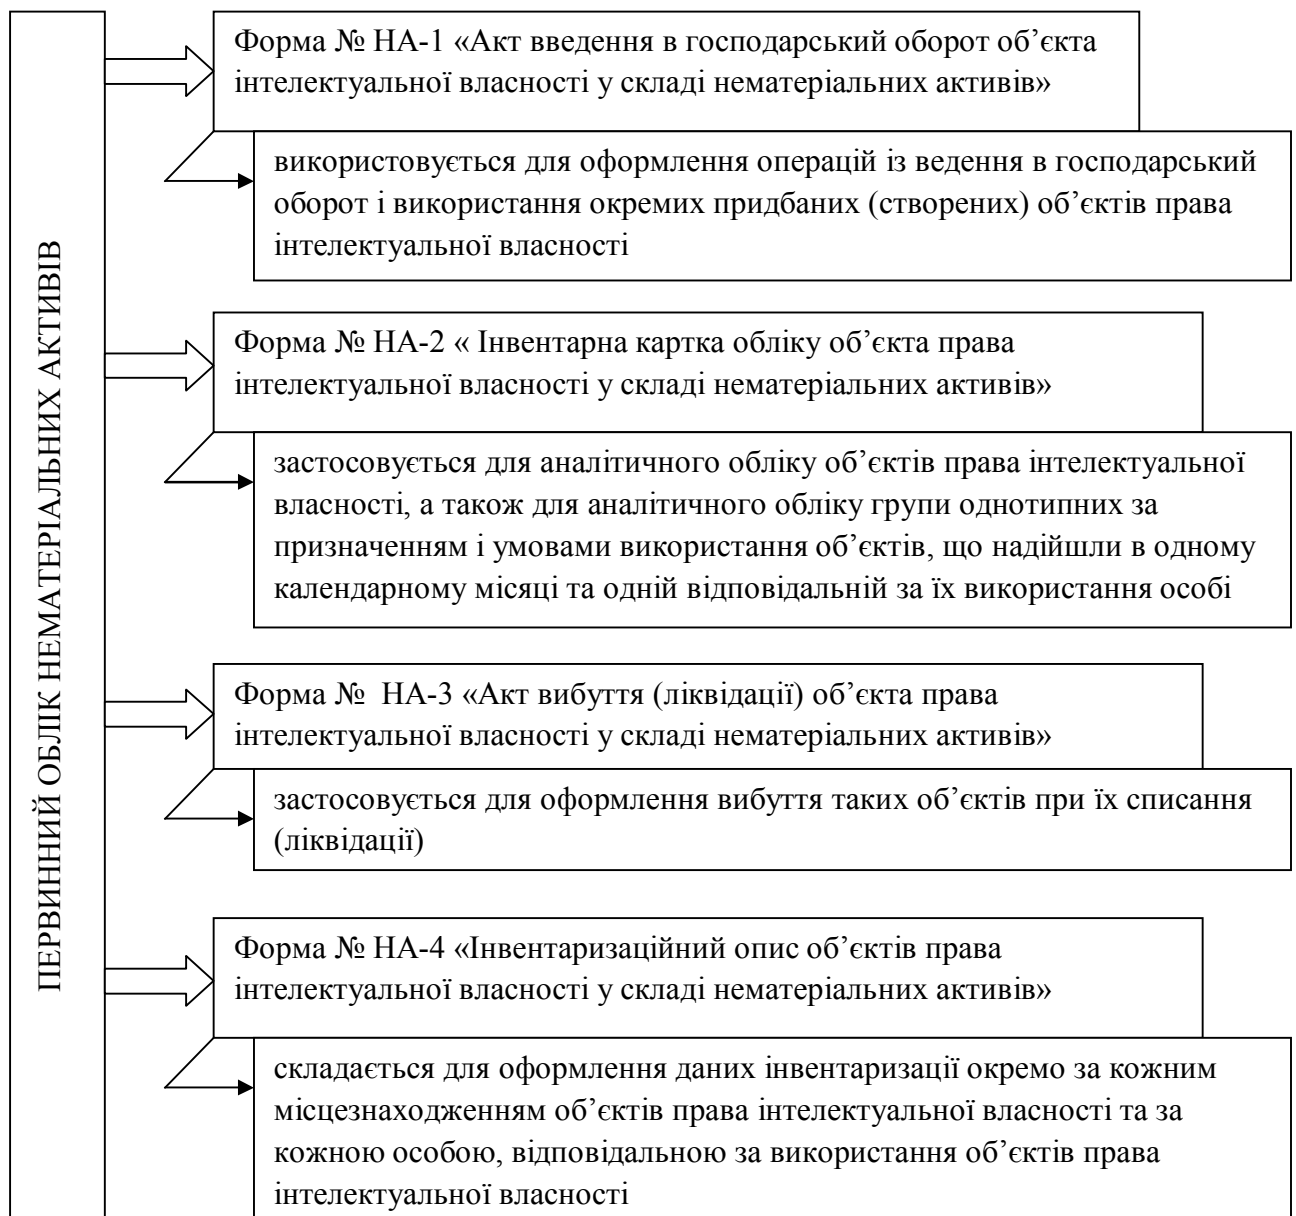 ПЕРВИННИЙ ОБЛІК НЕМАТЕРІАЛЬНИХ АКТИВІВ
Форма № НА-1 «Акт введення в господарський оборот об’єкта
інтелектуальної власності у складі нематеріальних активів»
використовується для оформлення операцій із ведення в господарський
оборот і використання окремих придбаних (створених) об’єктів права
інтелектуальної власності
Форма № НА-2 « Інвентарна картка обліку об’єкта права
інтелектуальної власності у складі нематеріальних активів»
застосовується для аналітичного обліку об’єктів права інтелектуальної
власності, а також для аналітичного обліку групи однотипних за
призначенням і умовами використання об’єктів, що надійшли в одному
календарному місяці та одній відповідальній за їх використання особі
Форма №  НА-3 «Акт вибуття (ліквідації) об’єкта права
інтелектуальної власності у складі нематеріальних активів»
застосовується для оформлення вибуття таких об’єктів при їх списання
(ліквідації)
Форма № НА-4 «Інвентаризаційний опис об’єктів права
інтелектуальної власності у складі нематеріальних активів»
складається для оформлення даних інвентаризації окремо за кожним
місцезнаходженням об’єктів права інтелектуальної власності та за
кожною особою, відповідальною за використання об’єктів права
інтелектуальної власності